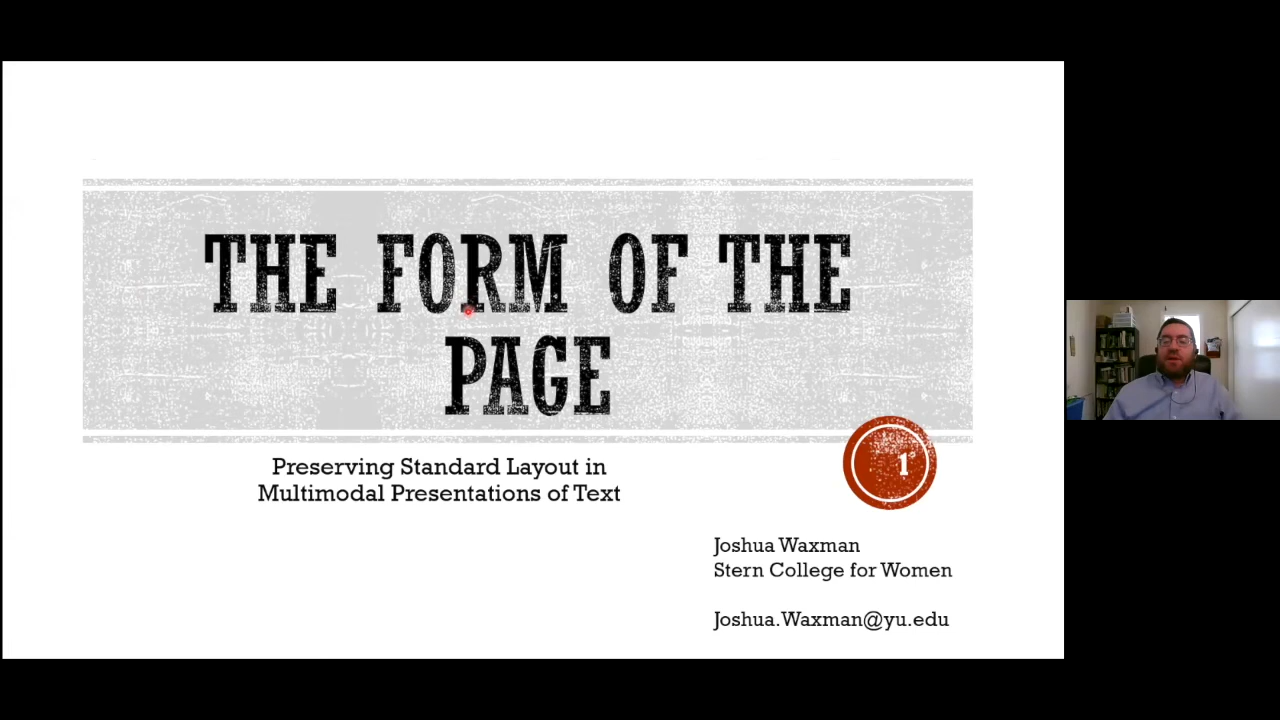 THE FORM OF THE
PAGE
Preserving Standard Layout in
Multimodal Presentations of Text
1
Joshua Waxman
Stern College for Women
Joshua.Waxman@yu.edu